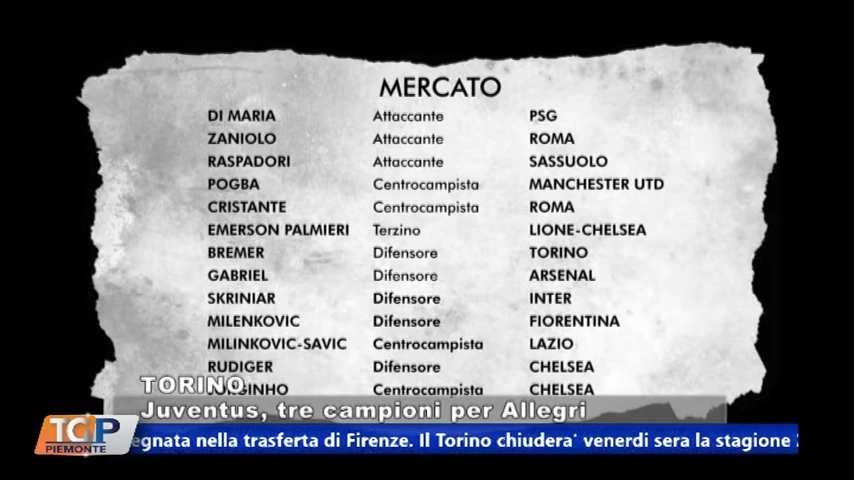 MERCATO
DI MARIA Attaccante PSG
ZANIOLO Attaccante ROMA
RASPADORI Attaccante SASSUOLO
POGBA Centrocampista MANCHESTER UTD
CRISTANTE Centrocampista ROMA
EMERSON PALMIERI Terzino LIONE-CHELSEA
BREMER Difensore TORINO
GABRIEL Difensore ARSENAL
SKRINIAR Difensore INTER
MILENKOVIC Difensore FIORENTINA
MILINKOVIC-SAVIC Centrocampista LAZIO
RUDIGER Difensore CHELSEA
Centrocampista CHELSEA
TORINO
Juventus, tre campioni per Allegri
TGP
PIEMONTE
egnata nella trasferta di Firenze. Il Torino chiudera' venerdi sera la stagione